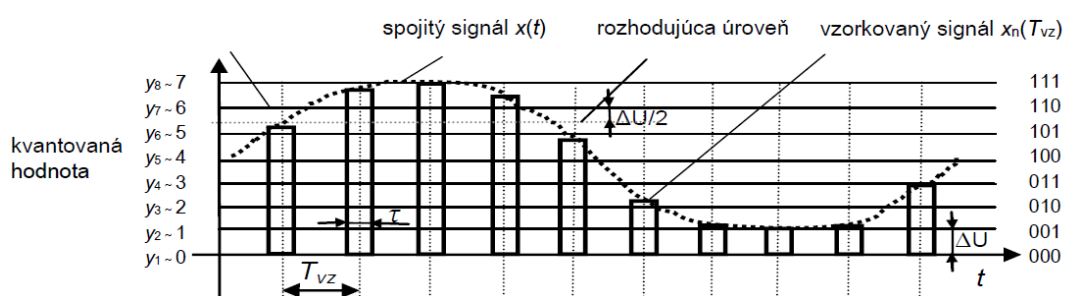 spojitý signál x(t) rozhodujúca úroveň vzorkovaný signál xn(Tvz)
y8 ~ 7 111
y7 ~ 6 110
ΔU/2
y6 ~ 5 101
kvantovaná
hodnota
y5 ~ 4 100
y4 ~ 3 011
y3 ~ 2 010
τ
y2 ~ 1 001
ΔU
y1 ~ 0 000
Tvz t